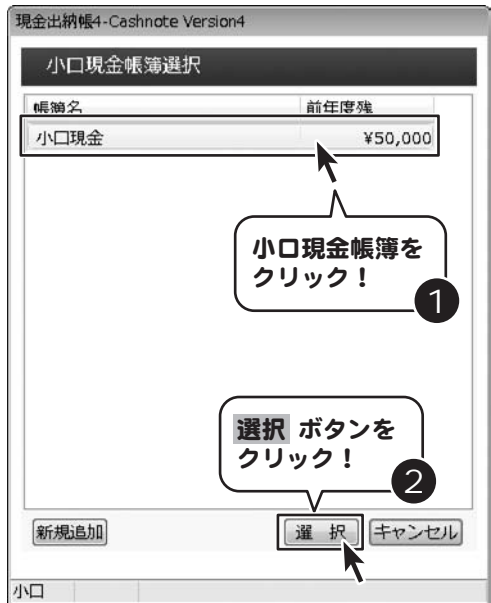 現金出納帳4-Cashnote Version4
小口現金帳簿選択
帳簿名 前年度残
小口現金 ¥50,000
小口現金帳簿を
クリック！
1
選択 ボタンを
クリック！
2
新規追加 選 択 キャンセル
小口